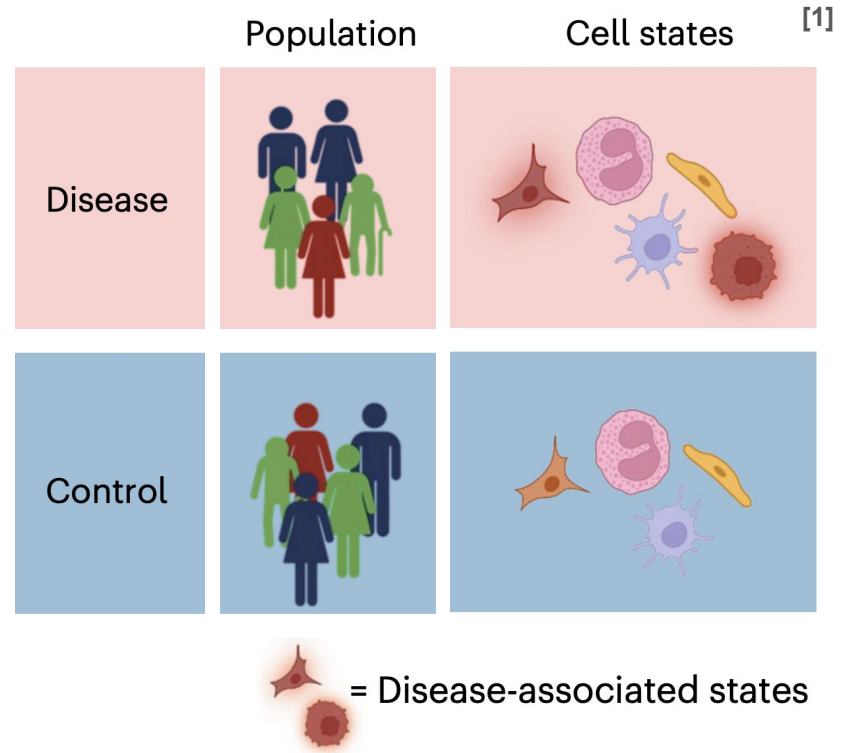 Population
Cell states
[1]
Disease
Control
= Disease-associated states